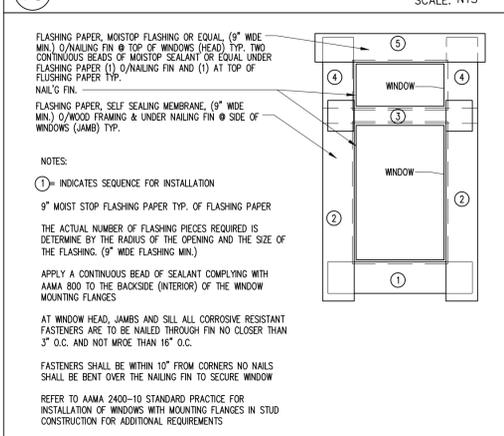 SCALE: NTS
FLASHING PAPER, MOISTOP FLASHING OR EQUAL, (9" WIDE
MIN.) O/NAILING FIN @ TOP OF WINDOWS (HEAD) TYP. TWO
CONTINUOUS BEADS OF MOISTOP SEALANT OR EQUAL UNDER
FLASHING PAPER (1) O/NAILING FIN AND (1) AT TOP OF
FLUSHING PAPER TYP.
NAIL'G FIN.
FLASHING PAPER, SELF SEALING MEMBRANE, (9" WIDE
MIN.) O/WOOD FRAMING & UNDER NAILING FIN @ SIDE OF
WINDOWS (JAMB) TYP.
NOTES:
1 = INDICATES SEQUENCE FOR INSTALLATION
9" MOIST STOP FLASHING PAPER TYP. OF FLASHING PAPER
THE ACTUAL NUMBER OF FLASHING PIECES REQUIRED IS
DETERMINE BY THE RADIUS OF THE OPENING AND THE SIZE OF
THE FLASHING. (9" WIDE FLASHING MIN.)
APPLY A CONTINUOUS BEAD OF SEALANT COMPLYING WITH
AAMA 800 TO THE BACKSIDE (INTERIOR) OF THE WINDOW
MOUNTING FLANGES
AT WINDOW HEAD, JAMBS AND SILL ALL CORROSIVE RESISTANT
FASTENERS ARE TO BE NAILED THROUGH FIN NO CLOSER THAN
3" O.C. AND NOT MROE THAN 16" O.C.
FASTENERS SHALL BE WITHIN 10" FROM CORNERS NO NAILS
SHALL BE BENT OVER THE NAILING FIN TO SECURE WINDOW
REFER TO AAMA 2400-10 STANDARD PRACTICE FOR
INSTALLATION OF WINDOWS WITH MOUNTING FLANGES IN STUD
CONSTRUCTION FOR ADDITIONAL REQUIREMENTS
5
4
4
WINDOW
3
WINDOW
2
2
1